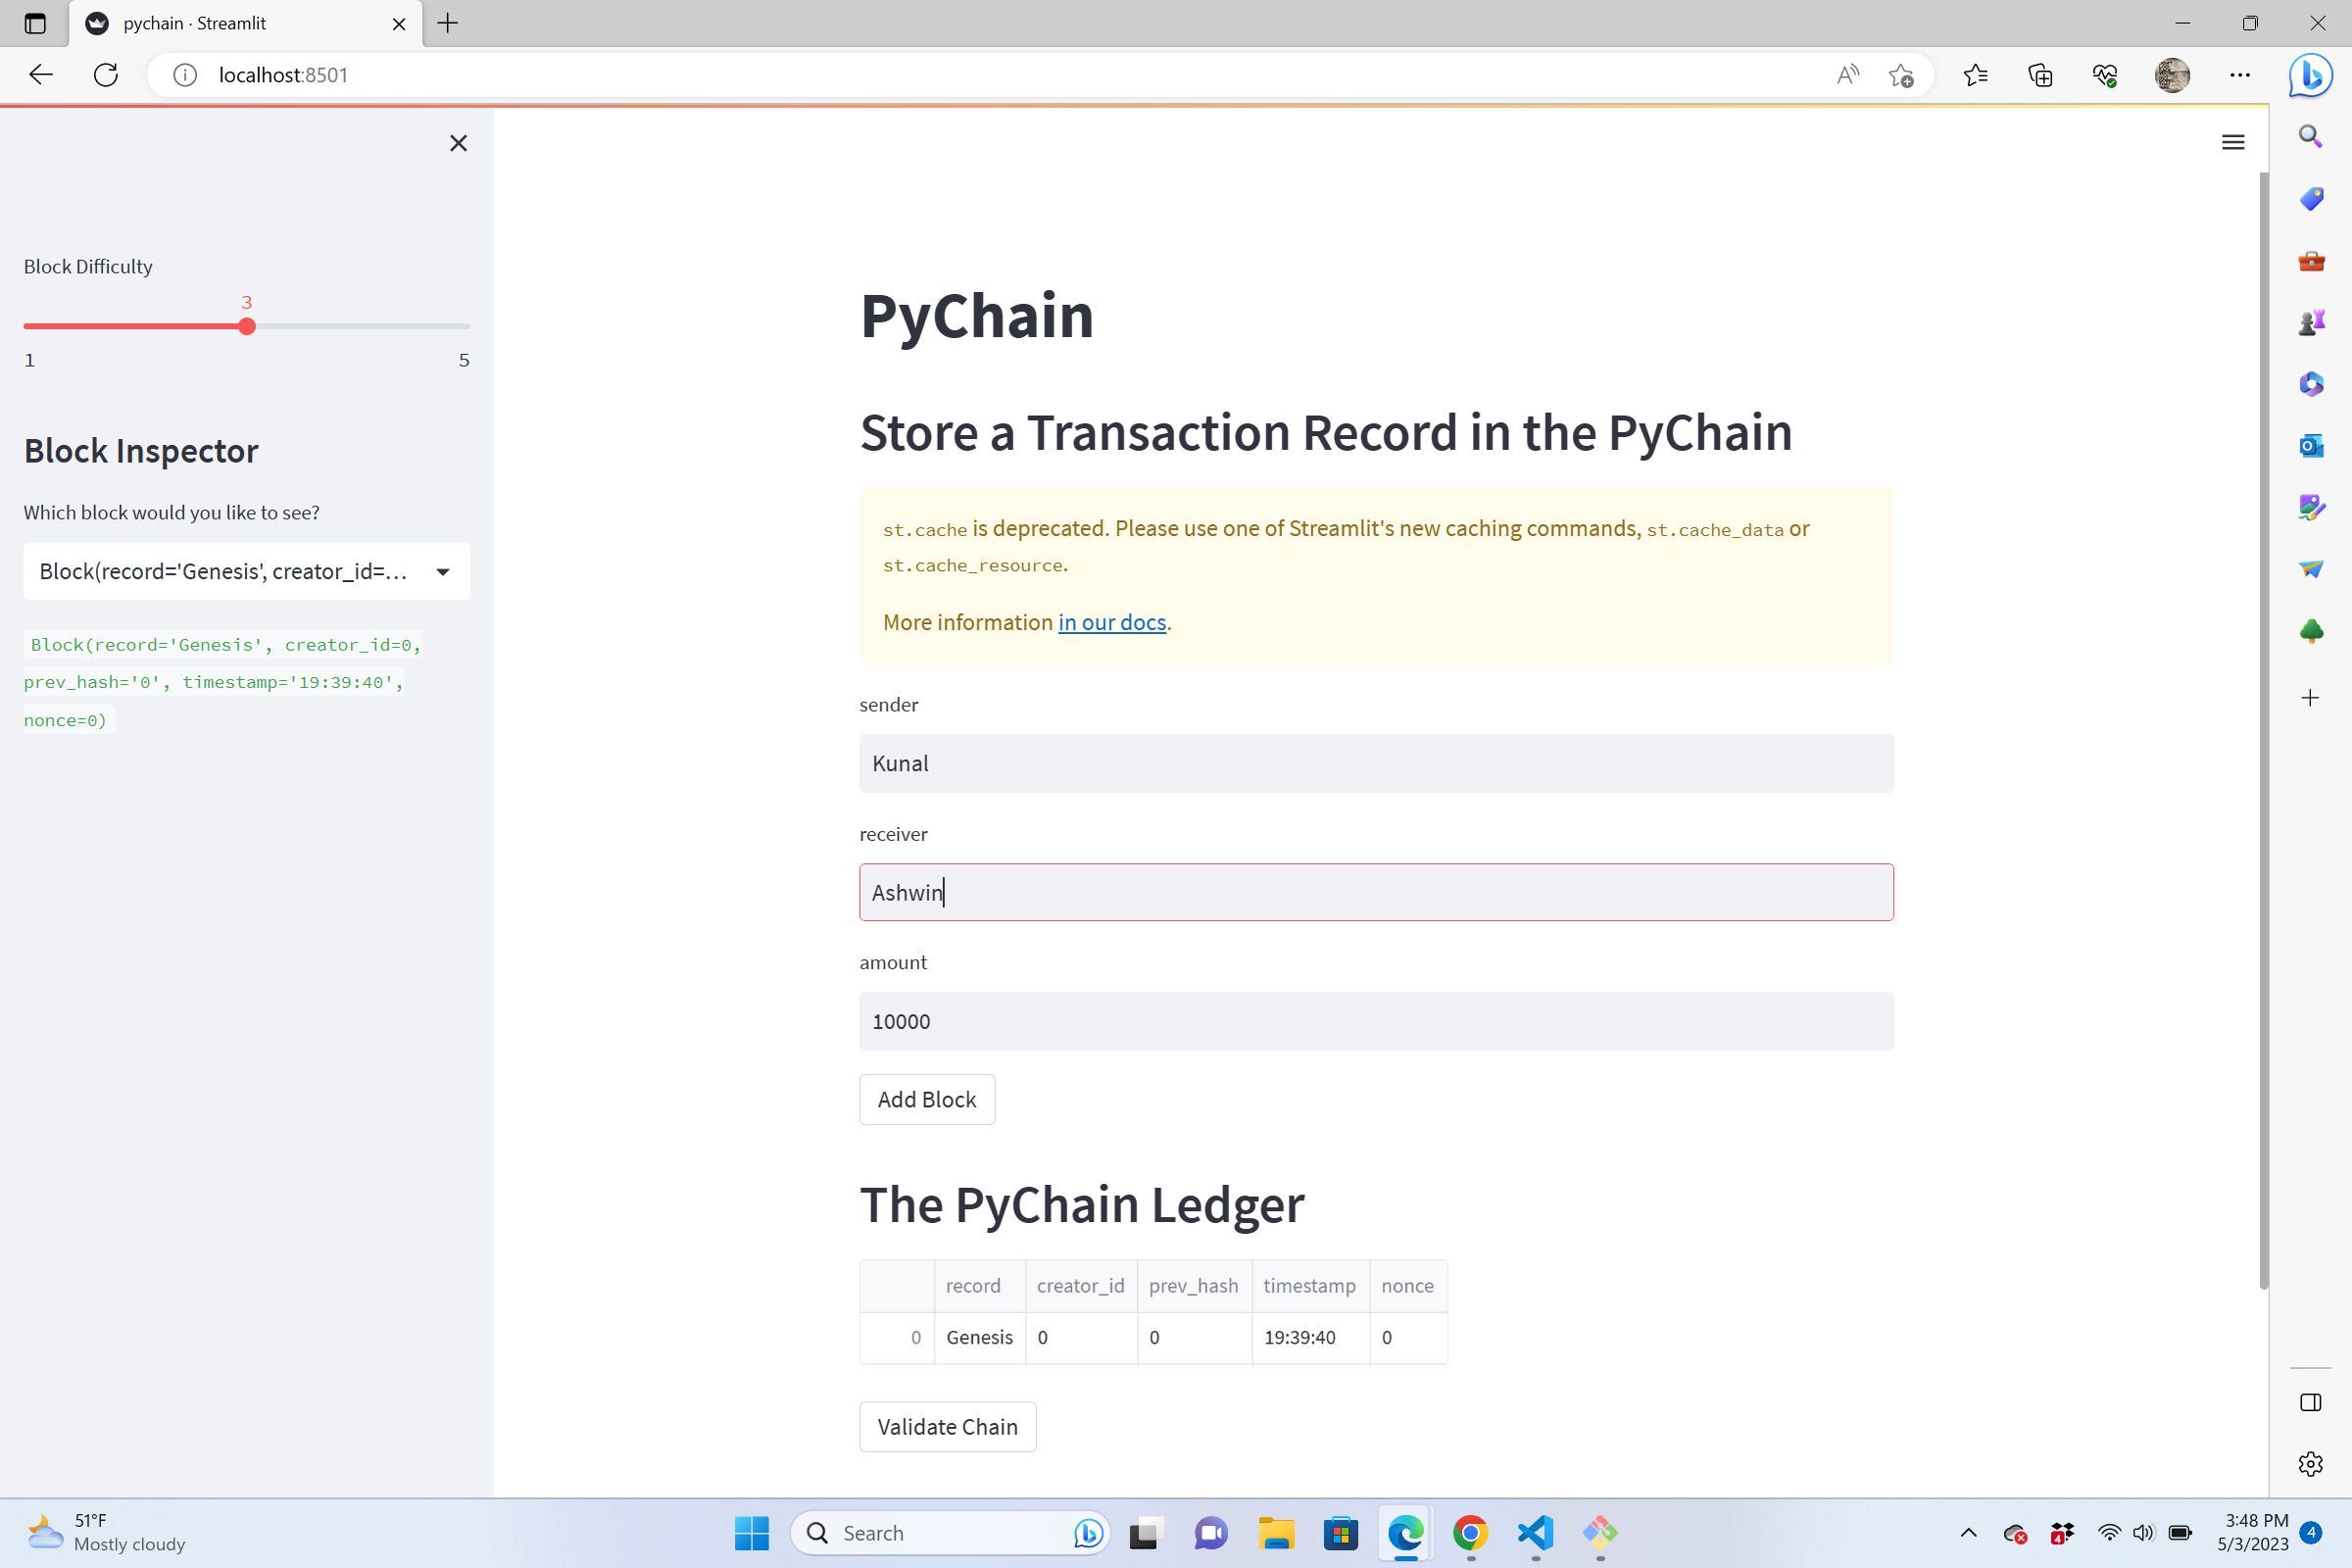 pychain · Streamlit
localhost:8501
Block Difficulty
3
1
5
Block Inspector
Which block would you like to see?
Block(record='Genesis', creator_id=...
Block(record='Genesis', creator_id=0,
prev_hash='0', timestamp='19:39:40',
nonce=0)
PyChain
Store a Transaction Record in the PyChain
st.cache is deprecated. Please use one of Streamlit's new caching commands, st.cache_data or
st.cache_resource.
More information in our docs.
sender
Kunal
receiver
Ashwin
amount
10000
Add Block
The PyChain Ledger
record creator_id prev_hash timestamp nonce
0 Genesis 0 0 19:39:40 0
Validate Chain
51°F
Mostly cloudy
Search
4
3:48 PM
5/3/2023
4